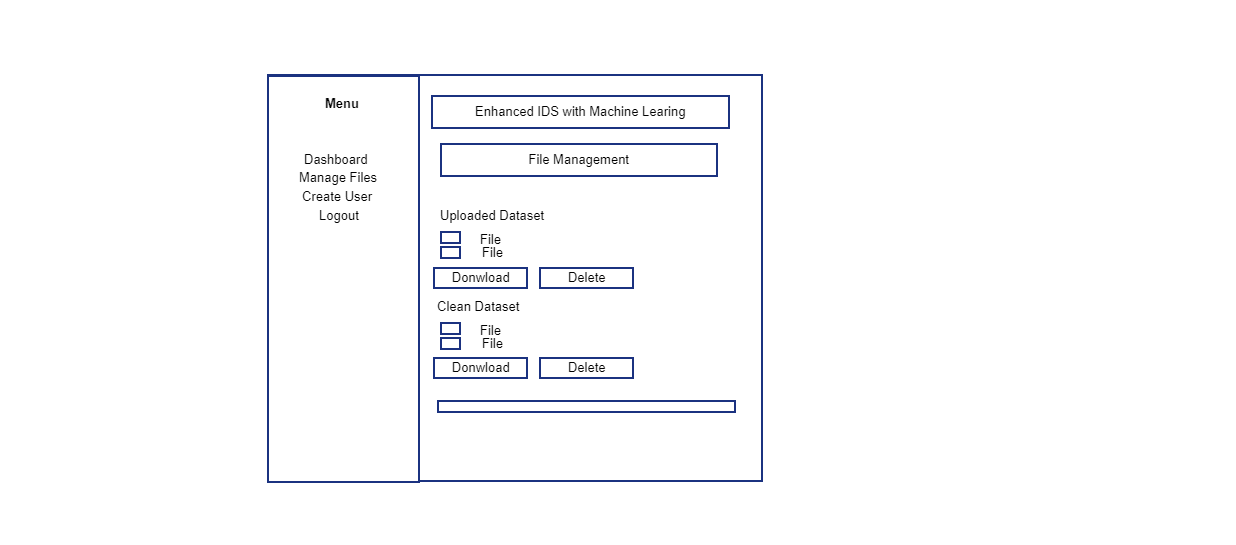 Menu
Dashboard
Manage Files
Create User
Logout
Enhanced IDS with Machine Learing
File Management
Uploaded Dataset
File
File
Donwload
Delete
Clean Dataset
File
File
Donwload
Delete